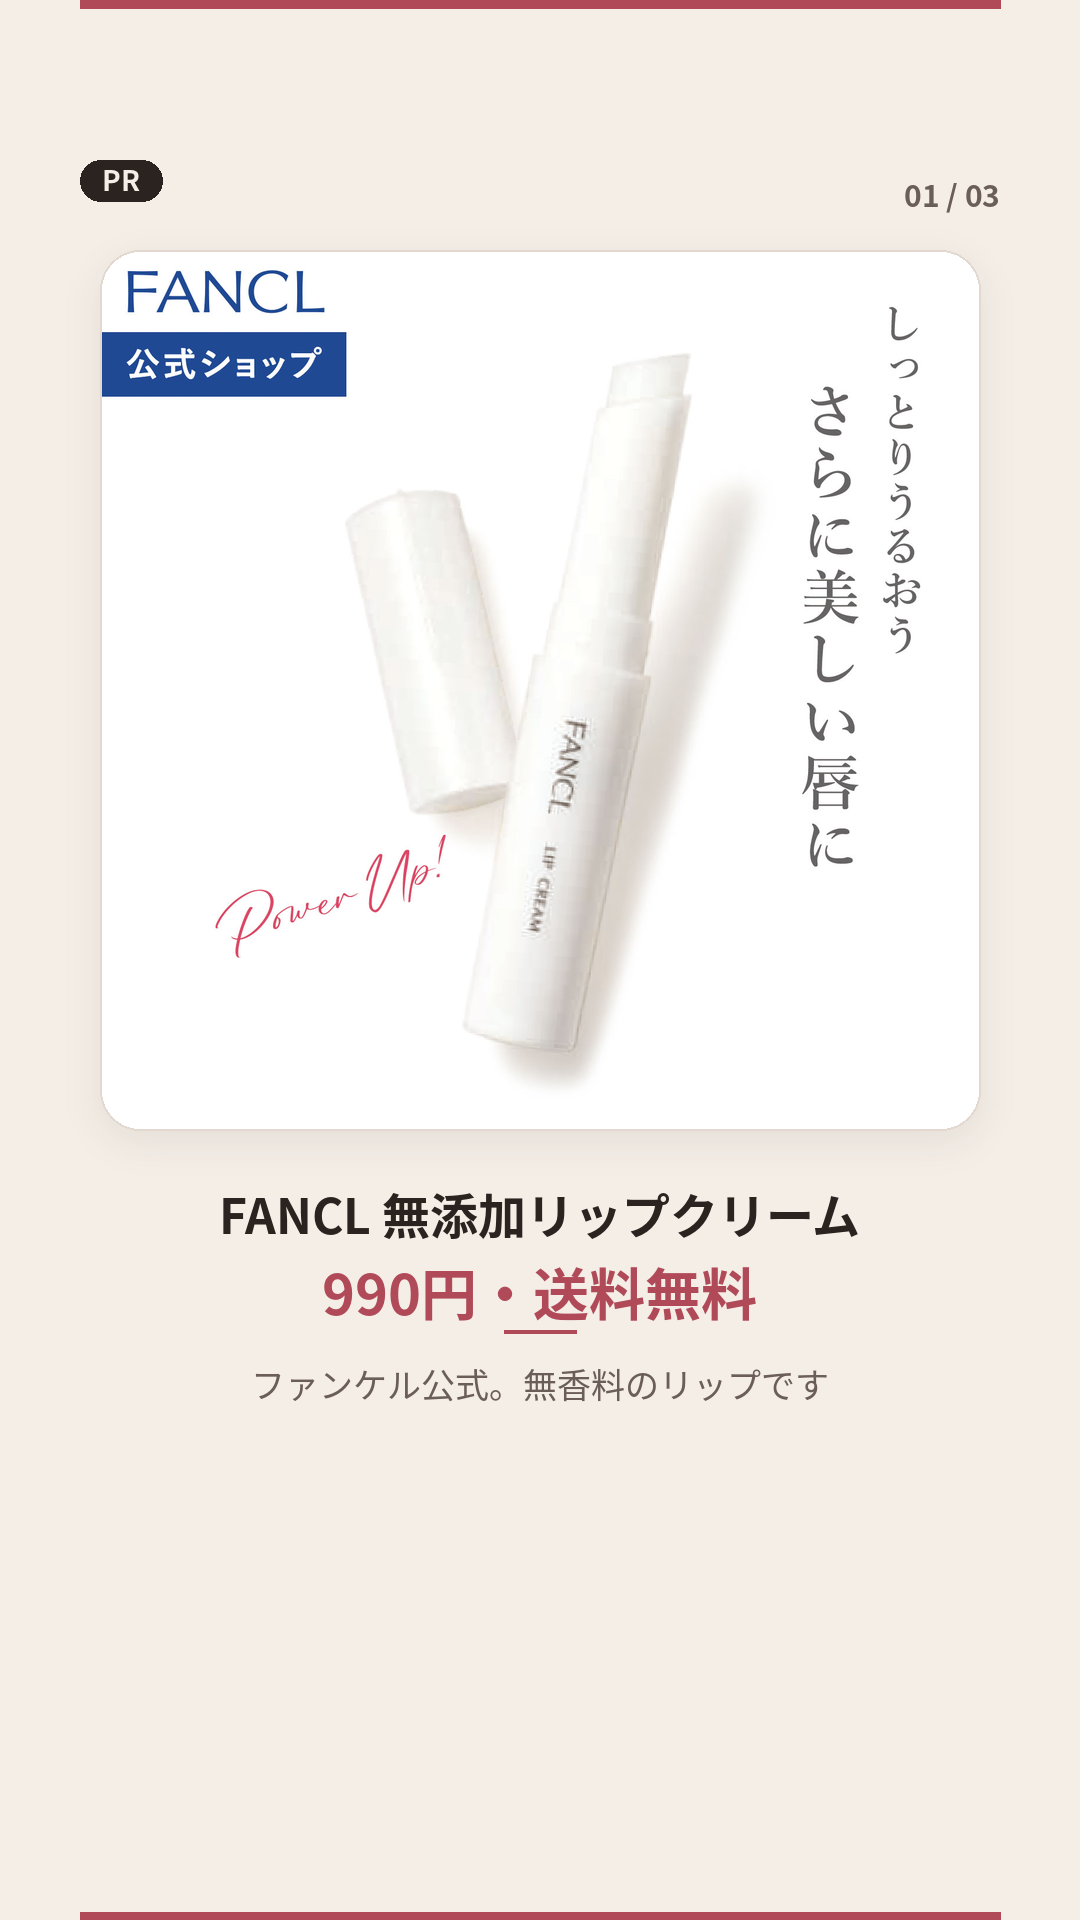 PR
01 / 03
FANCL
公式ショップ
しっとりうるおう
さらに美しい唇に
FANCL LIP CREAM
Power Up!
FANCL 無添加リップクリーム
990円・送料無料
ファンケル公式。無香料のリップです